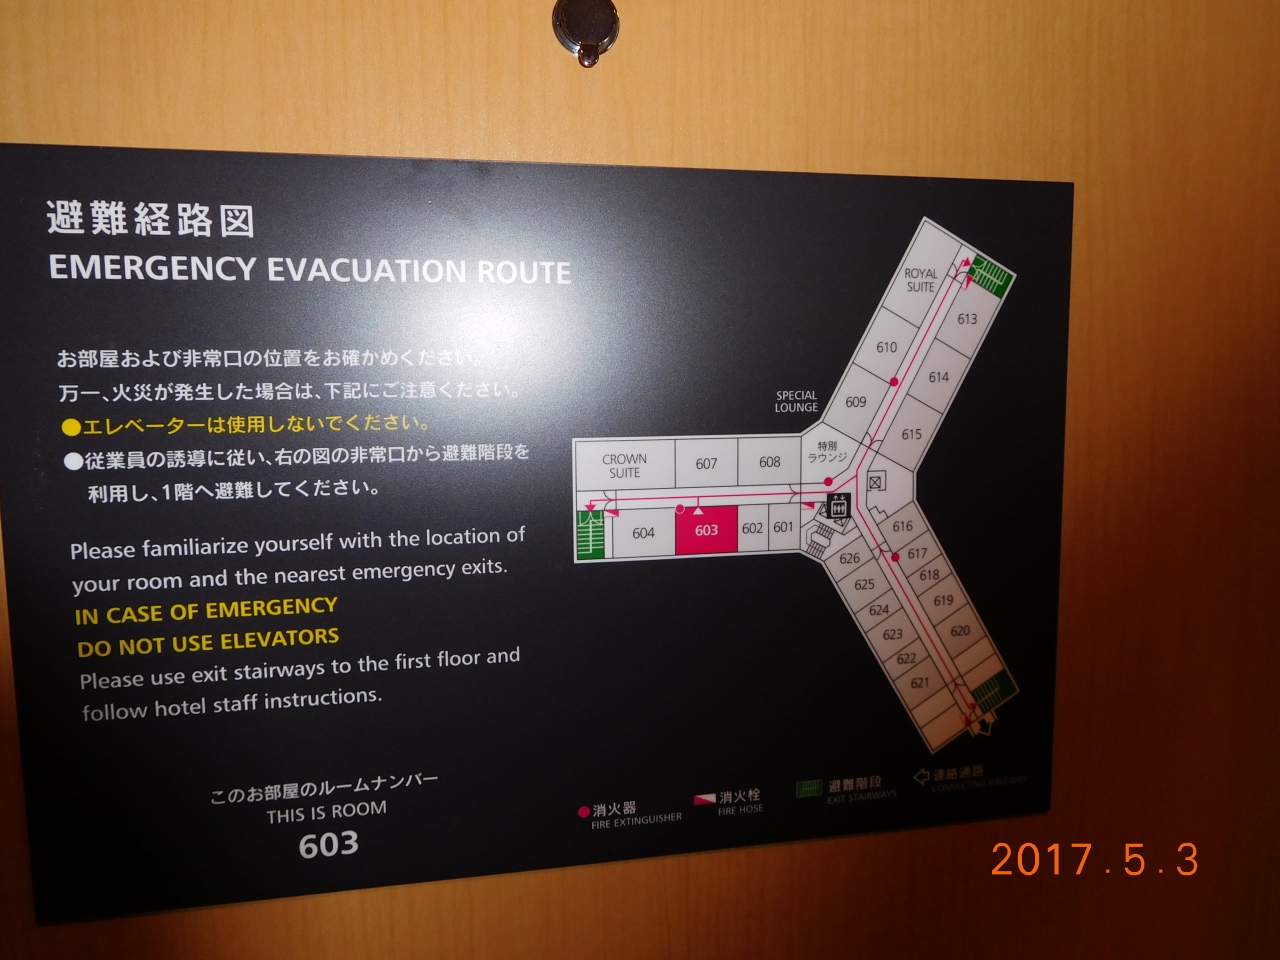 避難経路図
EMERGENCY EVACUATION ROUTE
お部屋および非常口の位置をお確かめください。
万一、火災が発生した場合は、下記にご注意ください。
●エレベーターは使用しないでください。
●従業員の誘導に従い、右の図の非常口から避難階段を
利用し、1階へ避難してください。
Please familiarize yourself with the location of
your room and the nearest emergency exits.
IN CASE OF EMERGENCY
DO NOT USE ELEVATORS
Please use exit stairways to the first floor and
follow hotel staff instructions.
このお部屋のルームナンバー
THIS IS ROOM
603
ROYAL
SUITE
613
610
614
609
615
SPECIAL
LOUNGE
特別
ラウンジ
CROWN
SUITE
607
608
604
603
602
601
616
617
618
619
620
626
625
624
623
622
621
消火器
FIRE EXTINGUISHER
消火栓
FIRE HOSE
避難階段
EXIT STAIRWAYS
連絡通路
CONNECTING HALLWAY
2017.5.3